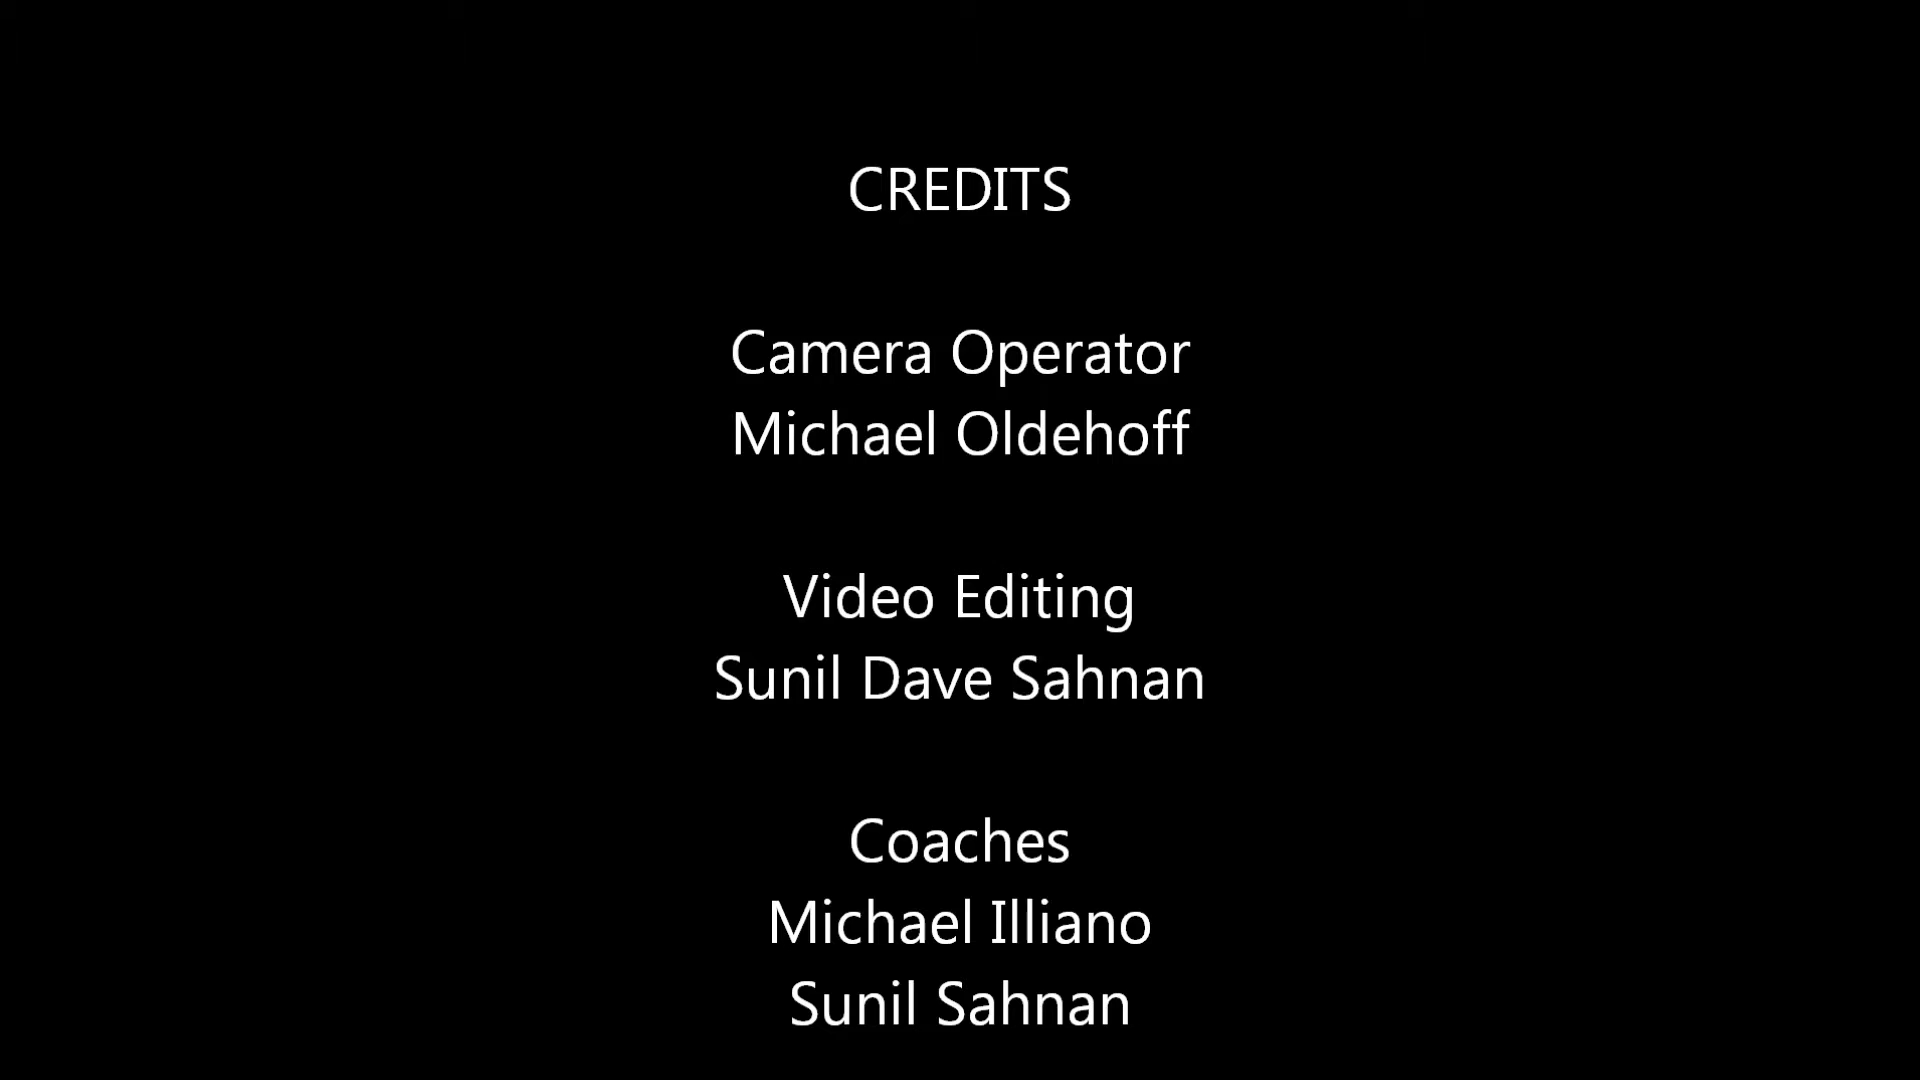 CREDITS
Camera Operator
Michael Oldehoff
Video Editing
Sunil Dave Sahnan
Coaches
Michael Illiano
Sunil Sahnan